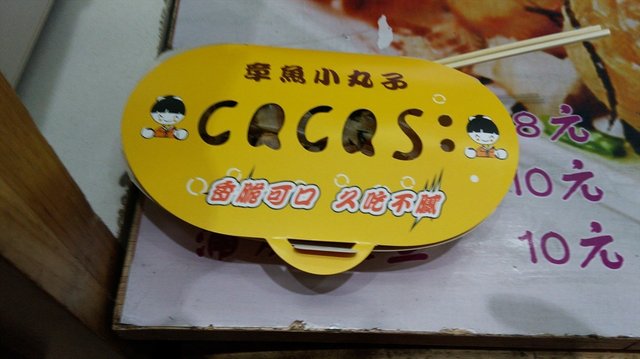 章魚小丸子
CACAS:
香脆可口 久吃不膩
8元
10元
10元